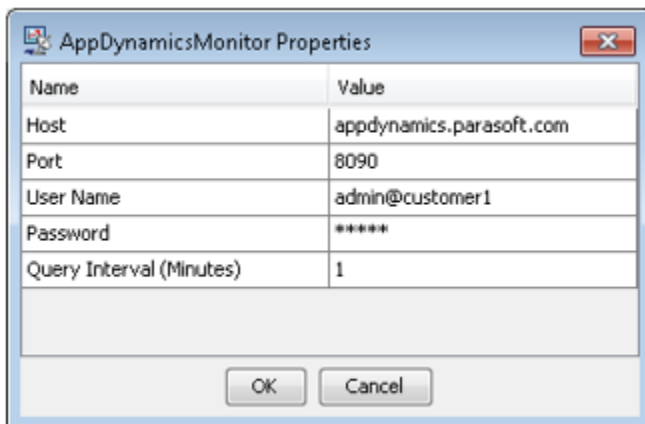 AppDynamicsMonitor Properties
Name Value
Host appdynamics.parasoft.com
Port 8090
User Name admin@customer1
Password *****
Query Interval (Minutes) 1
OK Cancel